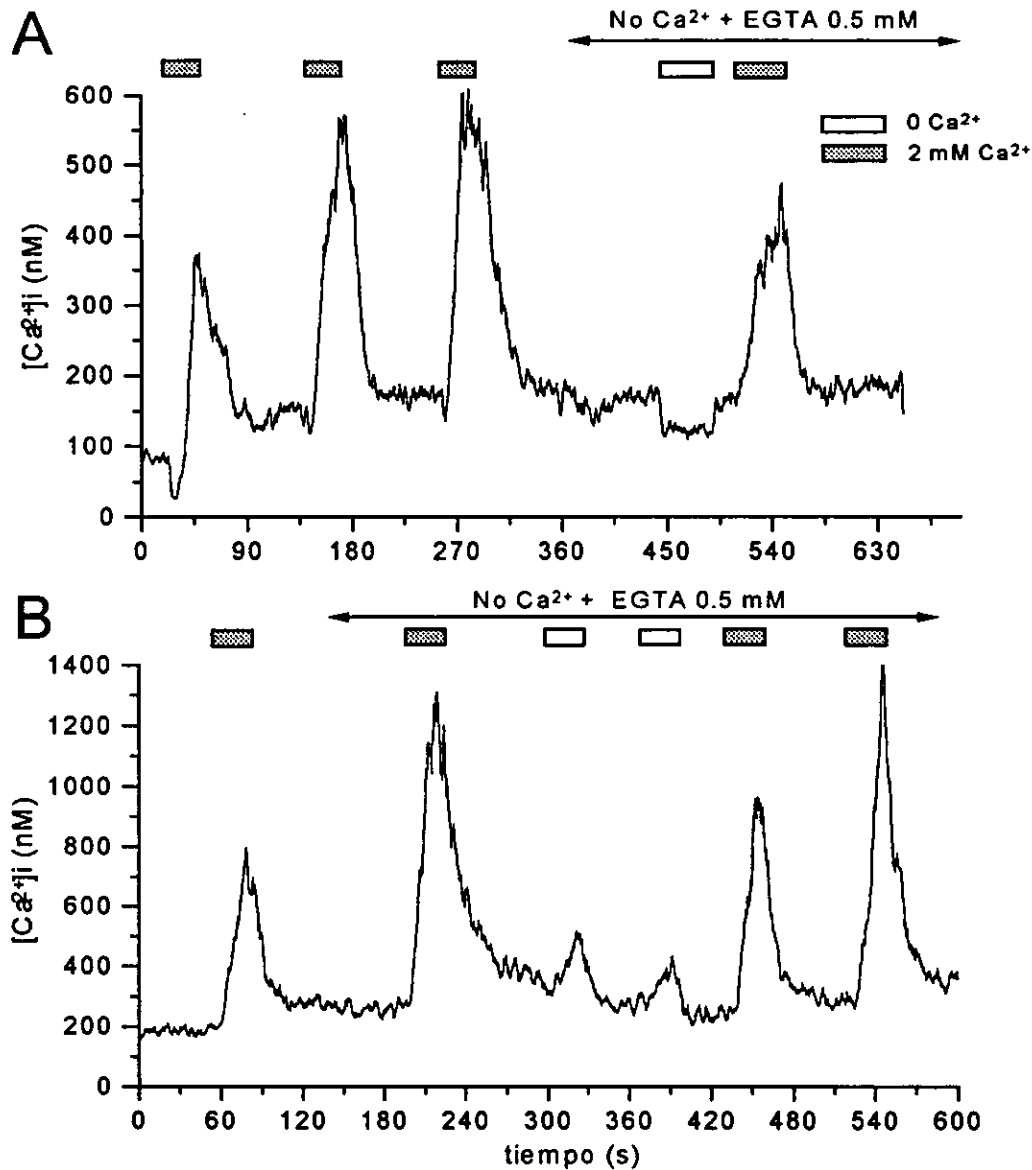 A
No Ca²⁺ + EGTA 0.5 mM
0 Ca²⁺
2 mM Ca²⁺
[Ca²⁺]i (nM)
600
500
400
300
200
100
0
0 90 180 270 360 450 540 630
B
No Ca²⁺ + EGTA 0.5 mM
[Ca²⁺]i (nM)
1400
1200
1000
800
600
400
200
0
0 60 120 180 240 300 360 420 480 540 600
tiempo (s)